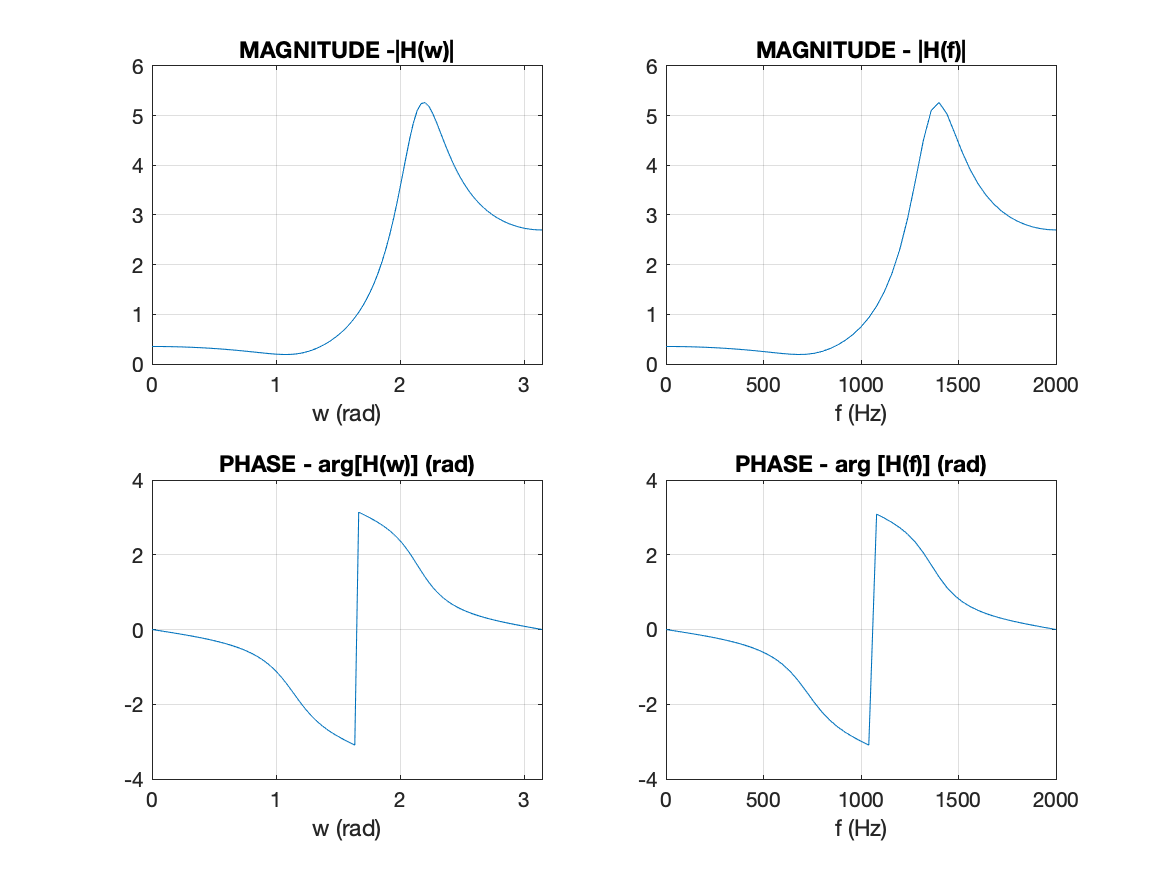 MAGNITUDE -|H(w)|
6
5
4
3
2
1
0
0 1 2 3
w (rad)
MAGNITUDE - |H(f)|
6
5
4
3
2
1
0
0 500 1000 1500 2000
f (Hz)
PHASE - arg[H(w)] (rad)
4
2
0
-2
-4
0 1 2 3
w (rad)
PHASE - arg [H(f)] (rad)
4
2
0
-2
-4
0 500 1000 1500 2000
f (Hz)